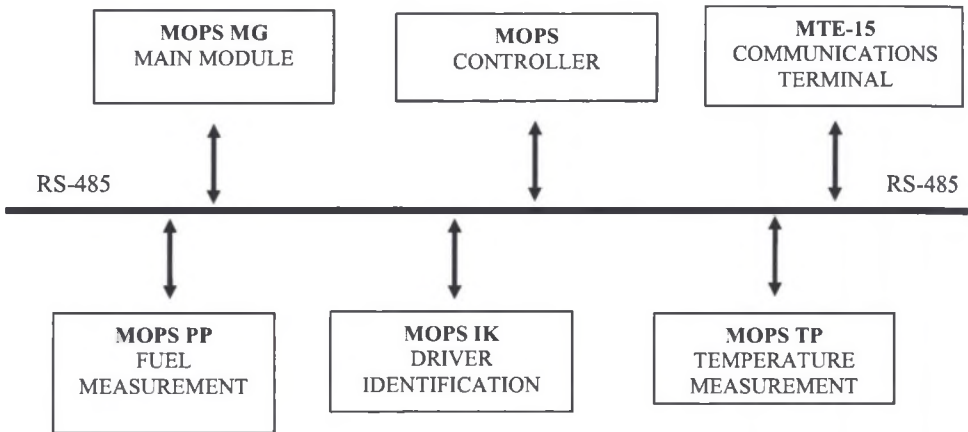 MOPS MG
MAIN MODULE
MOPS
CONTROLLER
MTE-15
COMMUNICATIONS
TERMINAL
RS-485
RS-485
MOPS PP
FUEL
MEASUREMENT
MOPS IK
DRIVER
IDENTIFICATION
MOPS TP
TEMPERATURE
MEASUREMENT